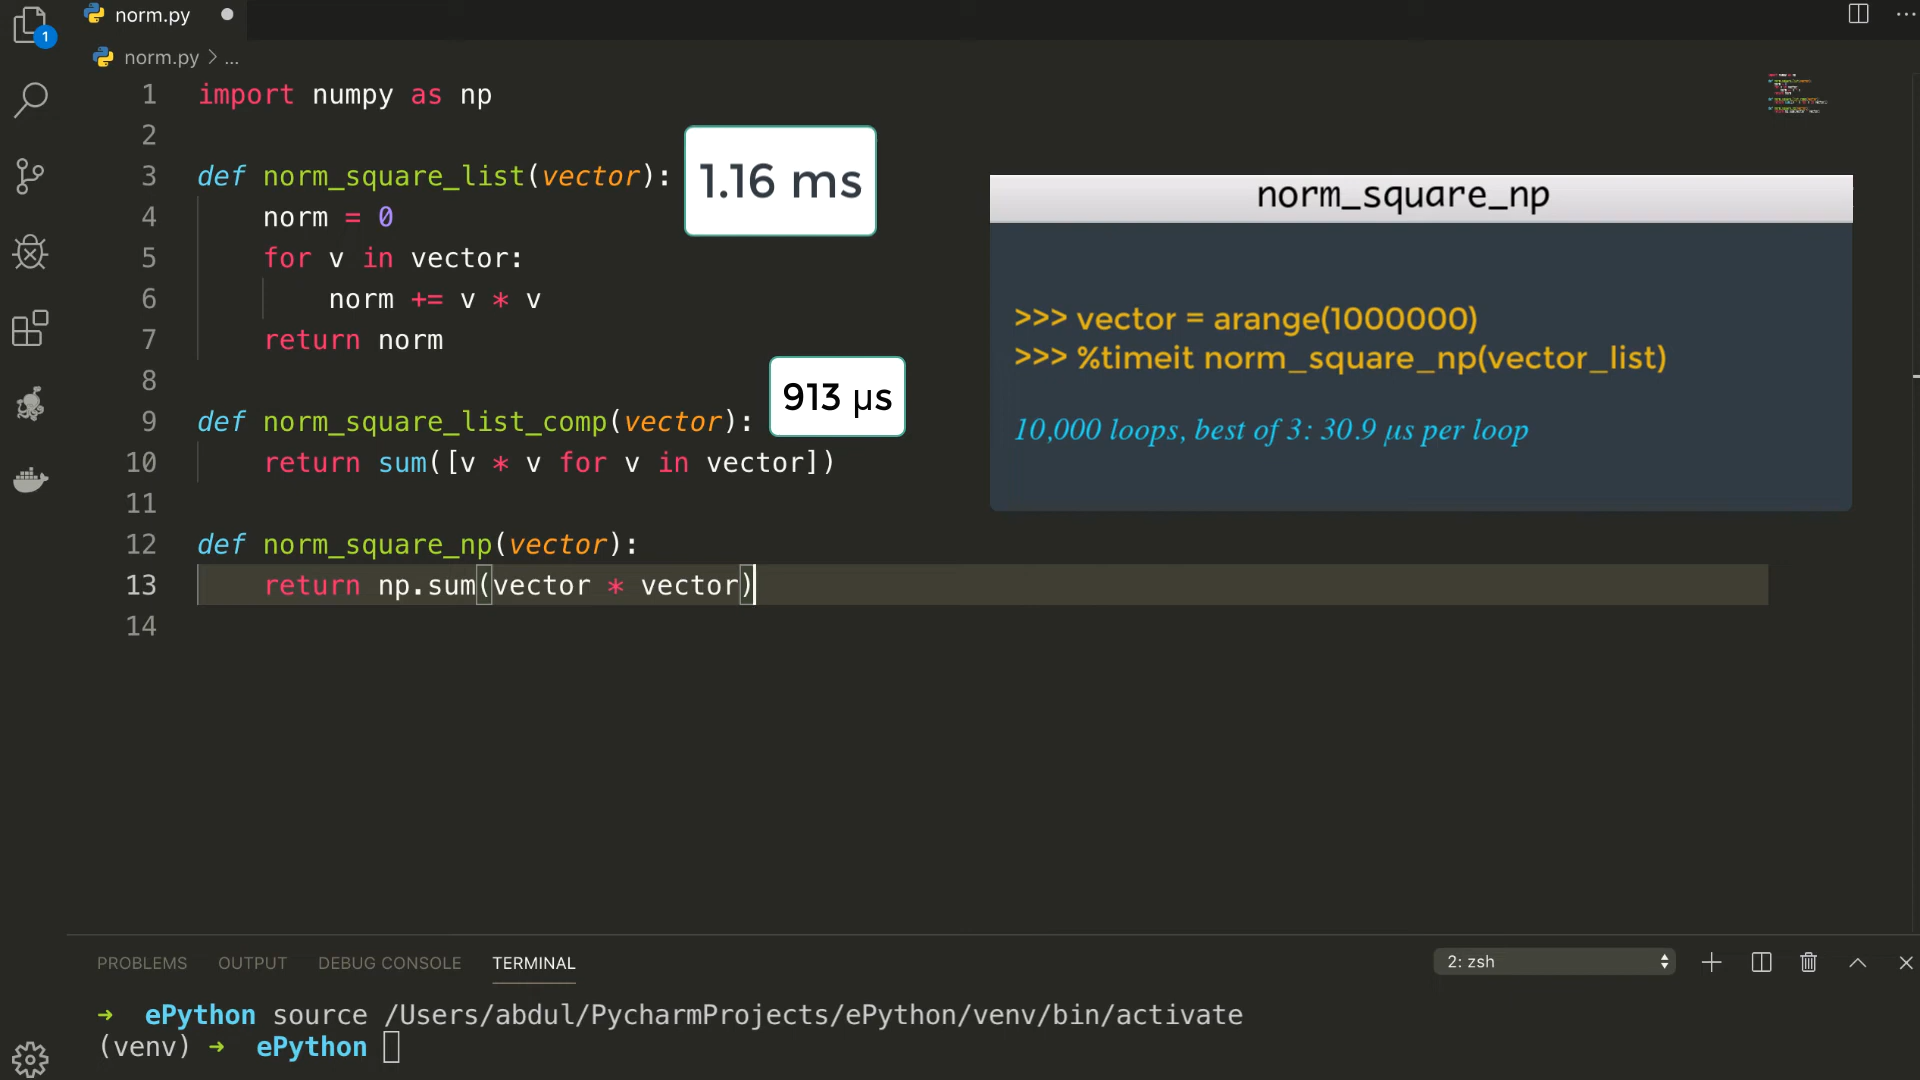 1
norm.py
norm.py > ...
1 import numpy as np
2
3 def norm_square_list(vector):
1.16 ms
4 norm = 0
5 for v in vector:
6 norm += v * v
7 return norm
8
9 def norm_square_list_comp(vector):
913 µs
10 return sum([v * v for v in vector])
11
12 def norm_square_np(vector):
13 return np.sum(vector * vector)
14
norm_square_np
>>> vector = arange(1000000)
>>> %timeit norm_square_np(vector_list)
10,000 loops, best of 3: 30.9 µs per loop
PROBLEMS OUTPUT DEBUG CONSOLE TERMINAL 2: zsh
→ ePython source /Users/abdul/PycharmProjects/ePython/venv/bin/activate
(venv) → ePython